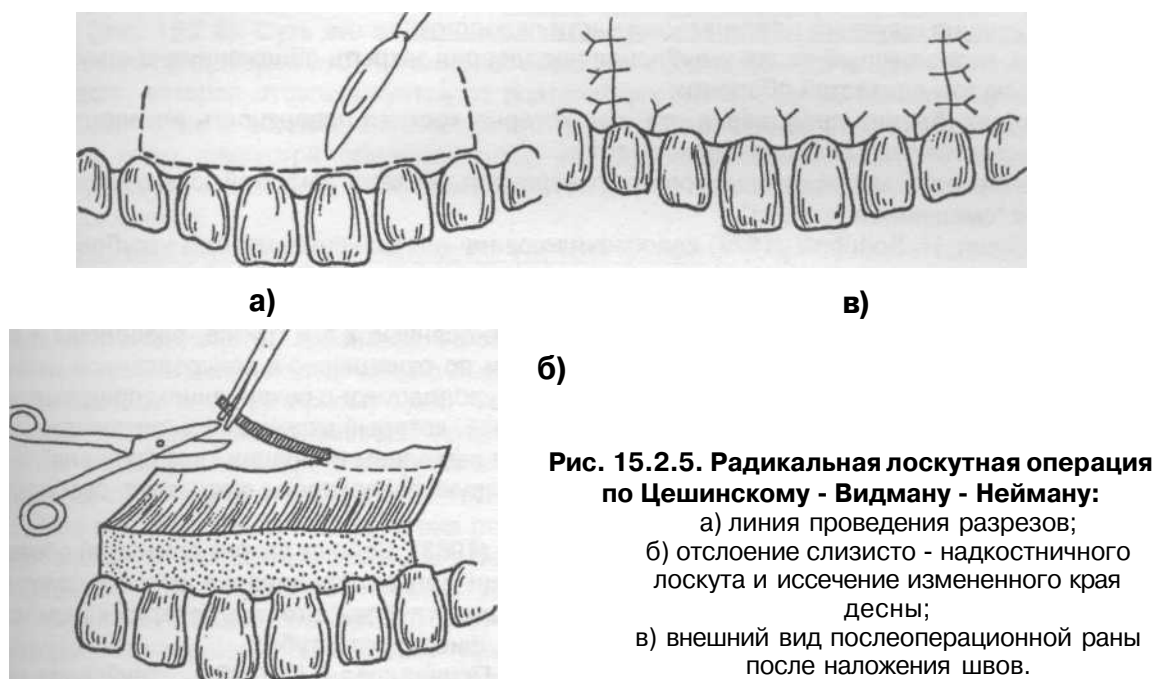 а)
в)
б)
Рис. 15.2.5. Радикальная лоскутная операция
по Цешинскому - Видману - Нейману:
а) линия проведения разрезов;
б) отслоение слизисто - надкостничного
лоскута и иссечение измененного края
десны;
в) внешний вид послеоперационной раны
после наложения швов.